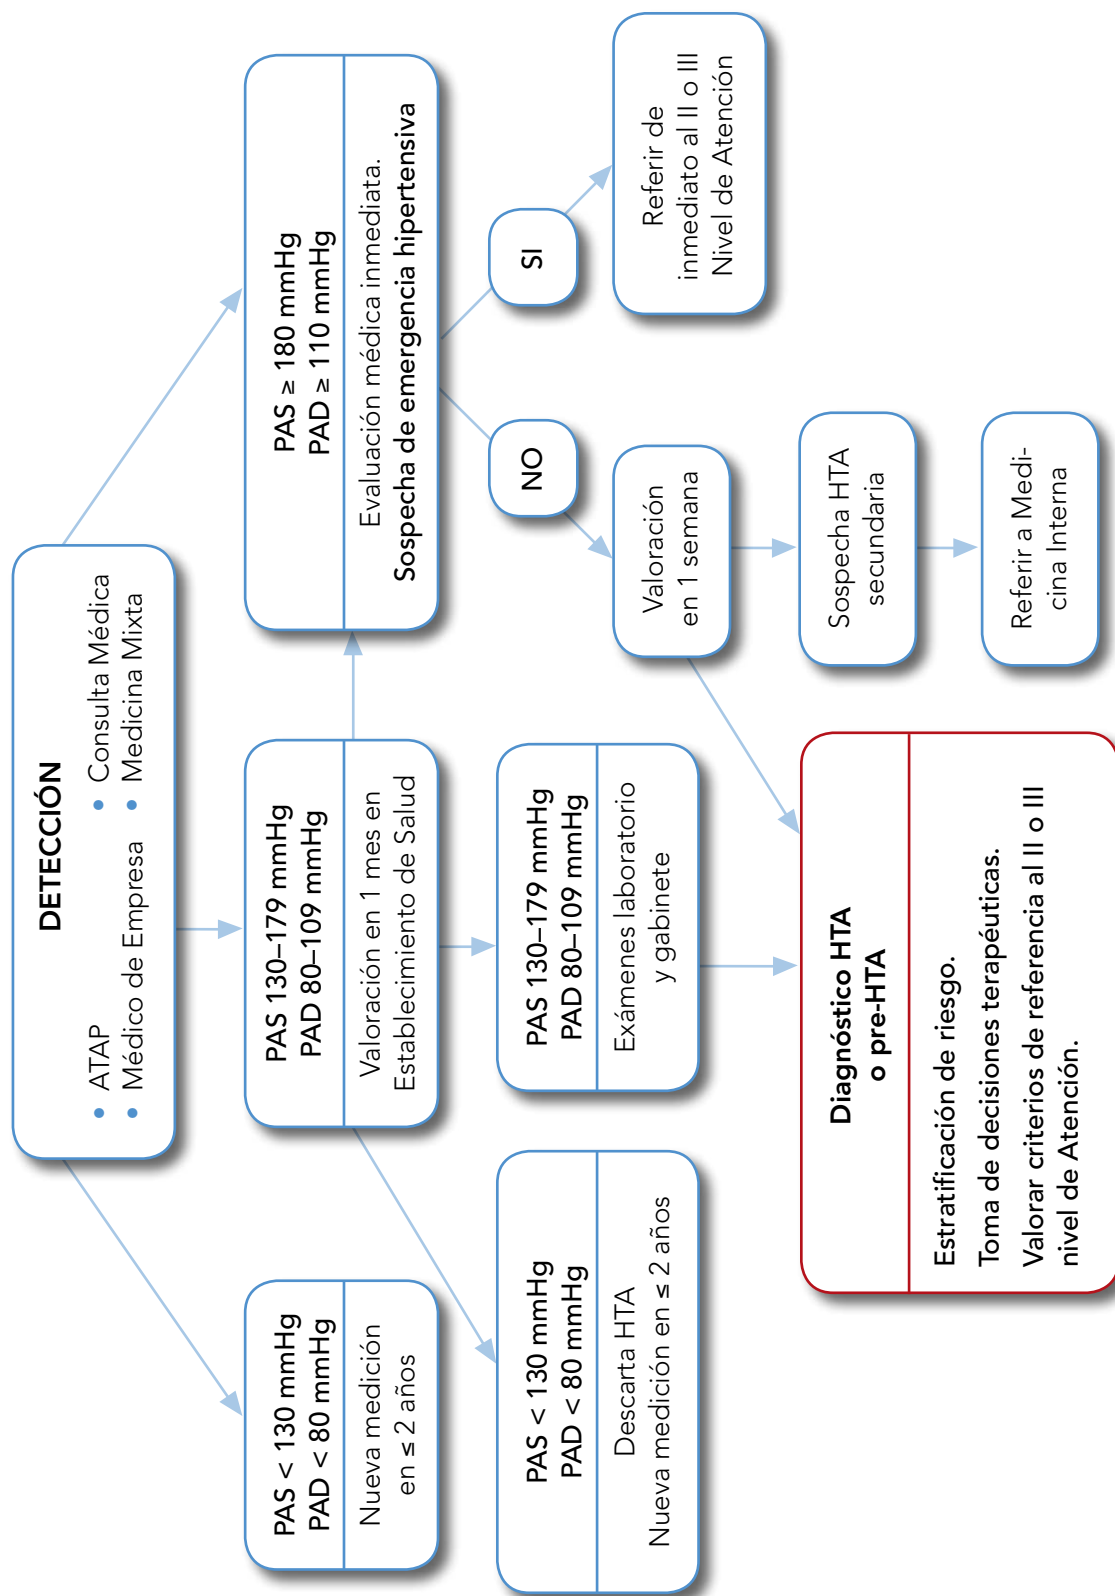 DETECCIÓN
• ATAP
• Médico de Empresa
• Consulta Médica
• Medicina Mixta
PAS < 130 mmHg
PAD < 80 mmHg
Nueva medición
en ≤ 2 años
PAS 130–179 mmHg
PAD 80–109 mmHg
Valoración en 1 mes en
Establecimiento de Salud
PAS ≥ 180 mmHg
PAD ≥ 110 mmHg
Evaluación médica inmediata.
Sospecha de emergencia hipertensiva
PAS < 130 mmHg
PAD < 80 mmHg
Descarta HTA
Nueva medición en ≤ 2 años
PAS 130–179 mmHg
PAD 80–109 mmHg
Exámenes laboratorio
y gabinete
NO
SI
Valoración
en 1 semana
Referir de
inmediato al II o III
Nivel de Atención
Sospecha HTA
secundaria
Referir a Medi-
cina Interna
Diagnóstico HTA
o pre-HTA
Estratificación de riesgo.
Toma de decisiones terapéuticas.
Valorar criterios de referencia al II o III
nivel de Atención.